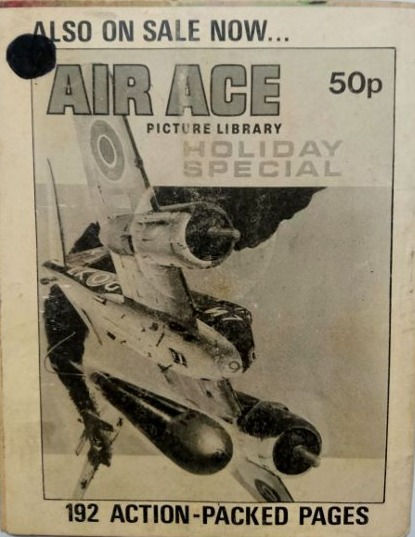 ALSO ON SALE NOW...
AIR ACE 50p
PICTURE LIBRARY
HOLIDAY
SPECIAL
192 ACTION-PACKED PAGES